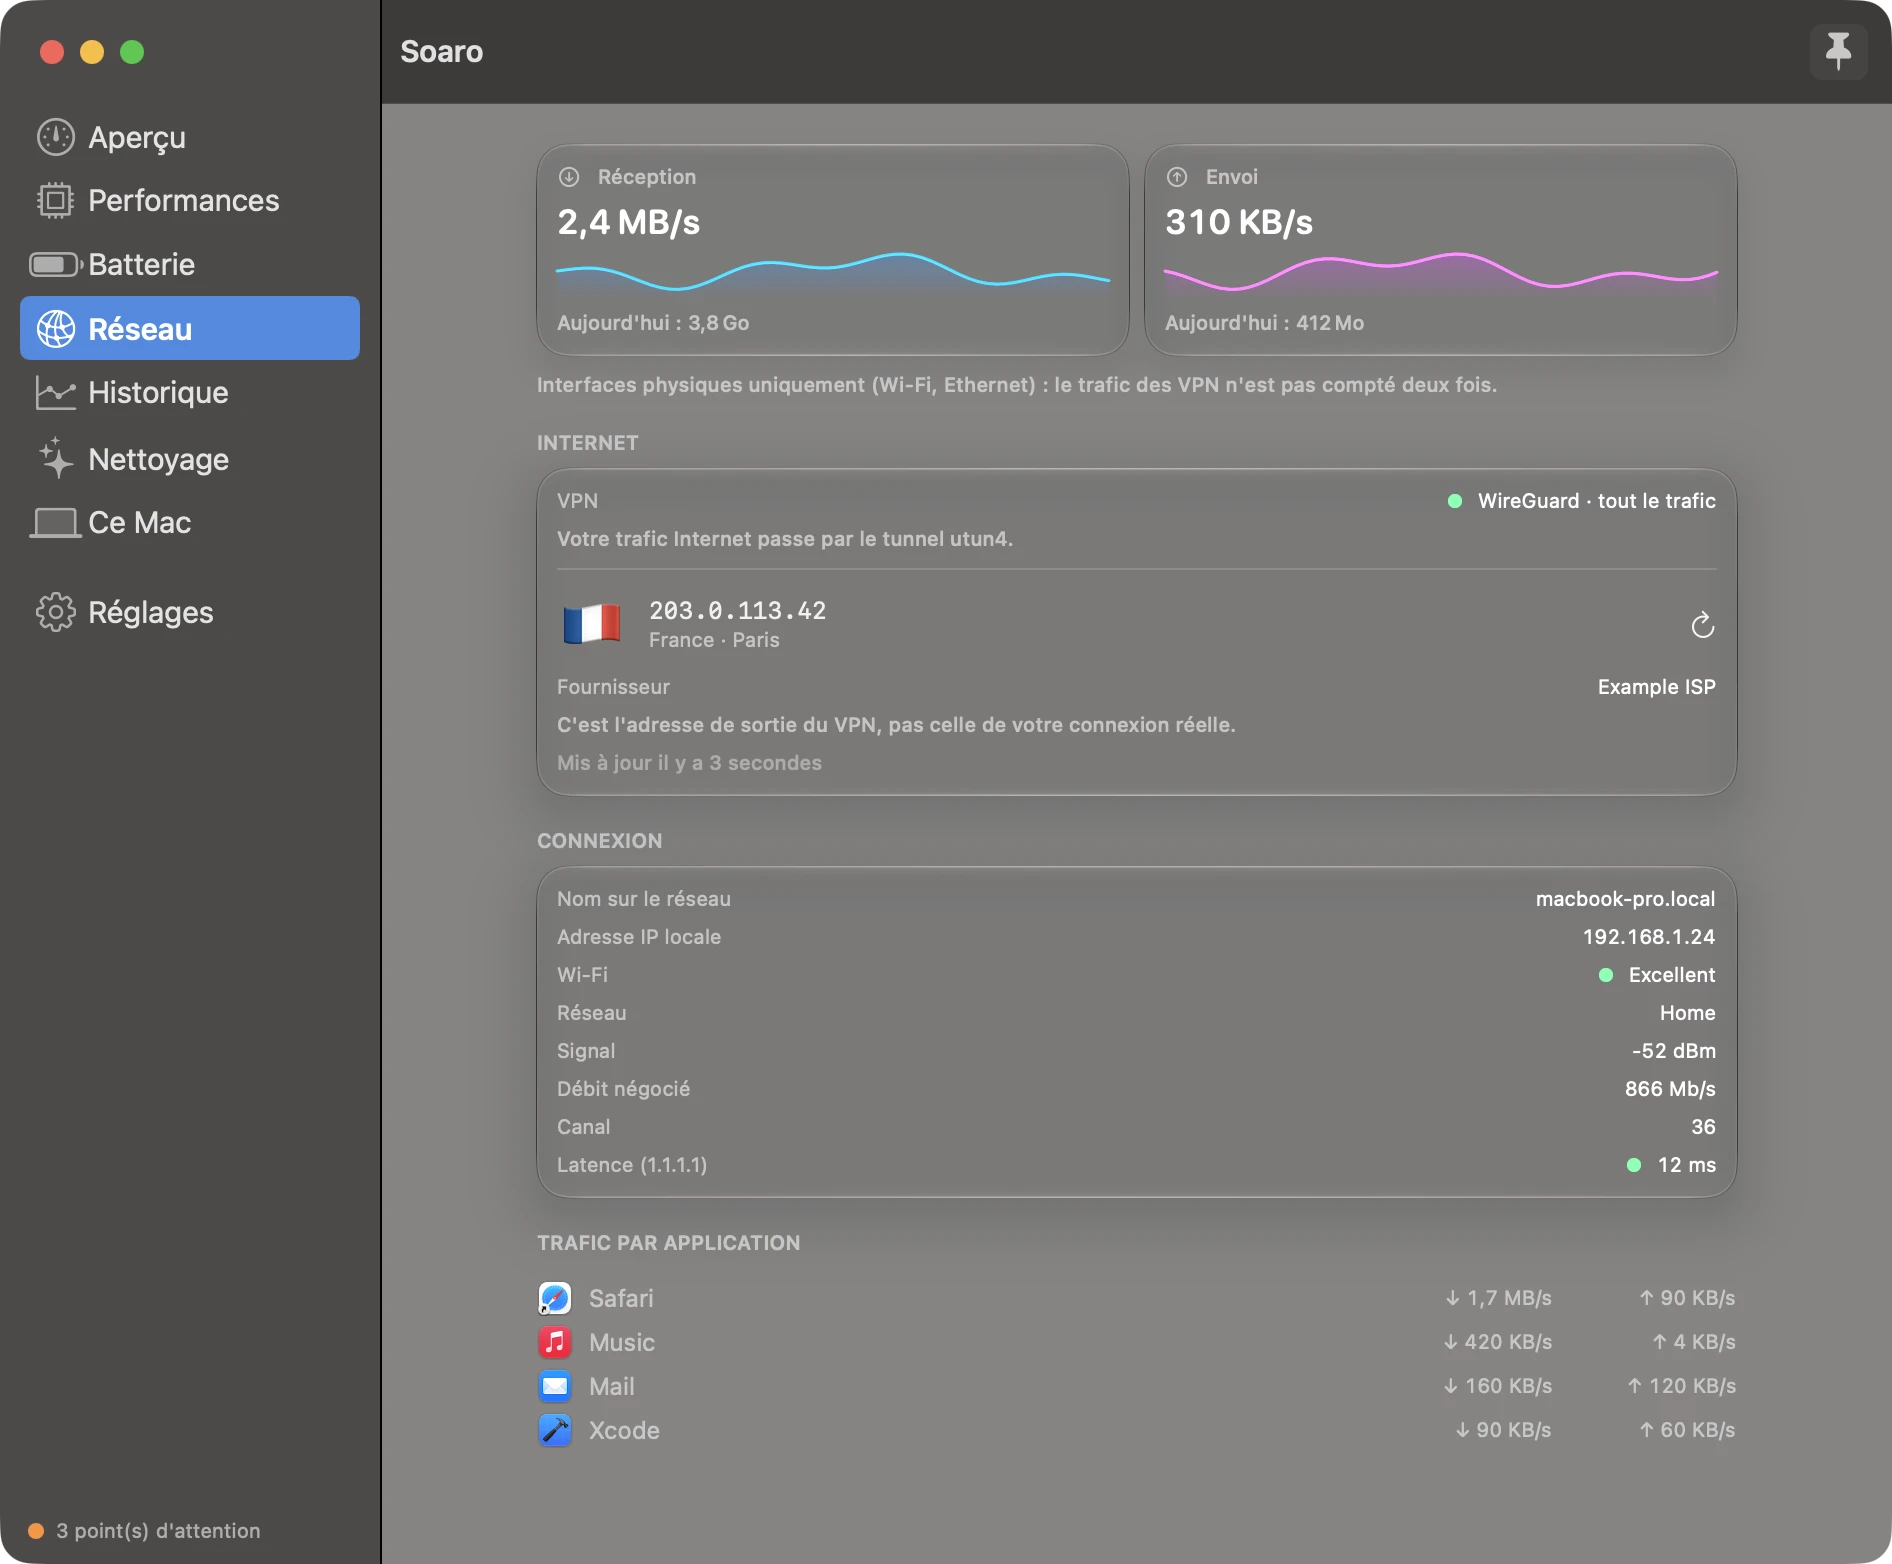 Soaro
Aperçu
Performances
Batterie
Réseau
Historique
Nettoyage
Ce Mac
Réglages
3 point(s) d'attention
Réception
2,4 MB/s
Aujourd'hui : 3,8 Go
Envoi
310 KB/s
Aujourd'hui : 412 Mo
Interfaces physiques uniquement (Wi-Fi, Ethernet) : le trafic des VPN n'est pas compté deux fois.
INTERNET
VPN WireGuard · tout le trafic
Votre trafic Internet passe par le tunnel utun4.
203.0.113.42
France · Paris
Fournisseur Example ISP
C'est l'adresse de sortie du VPN, pas celle de votre connexion réelle.
Mis à jour il y a 3 secondes
CONNEXION
Nom sur le réseau macbook-pro.local
Adresse IP locale 192.168.1.24
Wi-Fi Excellent
Réseau Home
Signal -52 dBm
Débit négocié 866 Mb/s
Canal 36
Latence (1.1.1.1) 12 ms
TRAFIC PAR APPLICATION
Safari ↓ 1,7 MB/s ↑ 90 KB/s
Music ↓ 420 KB/s ↑ 4 KB/s
Mail ↓ 160 KB/s ↑ 120 KB/s
Xcode ↓ 90 KB/s ↑ 60 KB/s